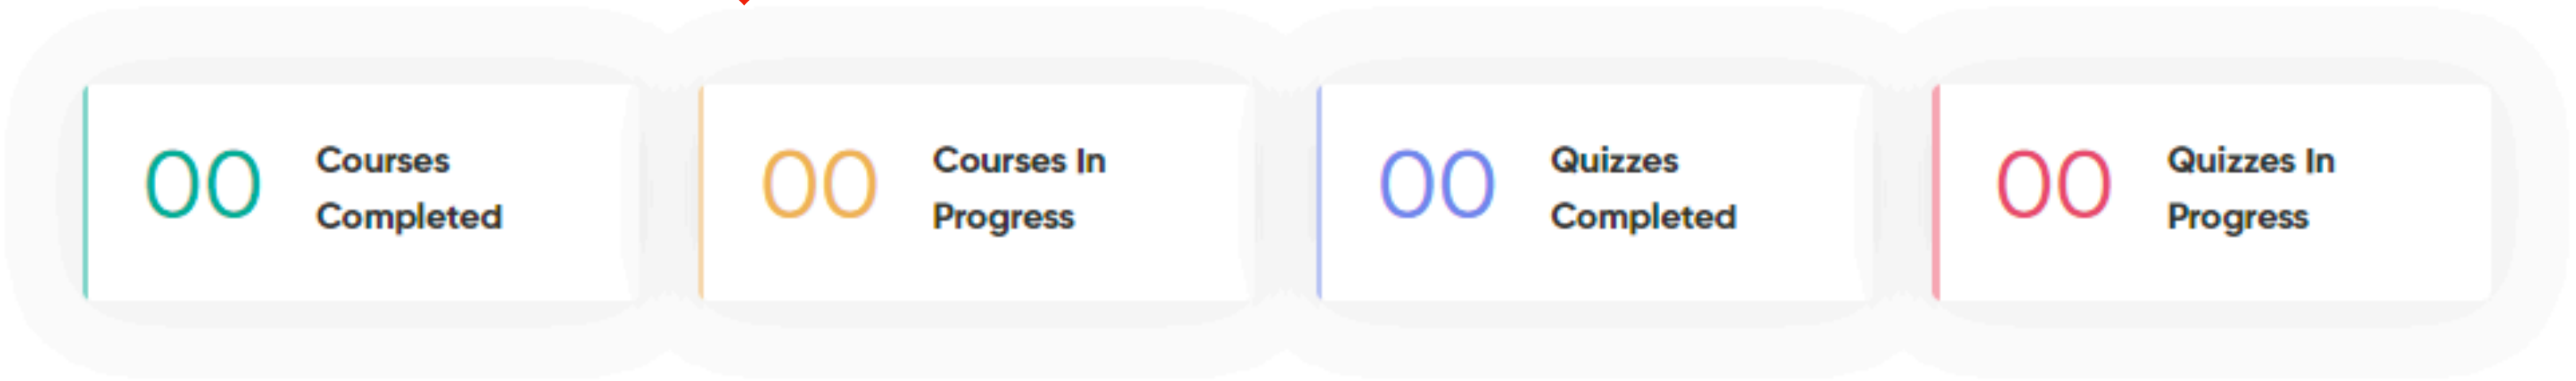 00 Courses
Completed
00 Courses In
Progress
00 Quizzes
Completed
00 Quizzes In
Progress